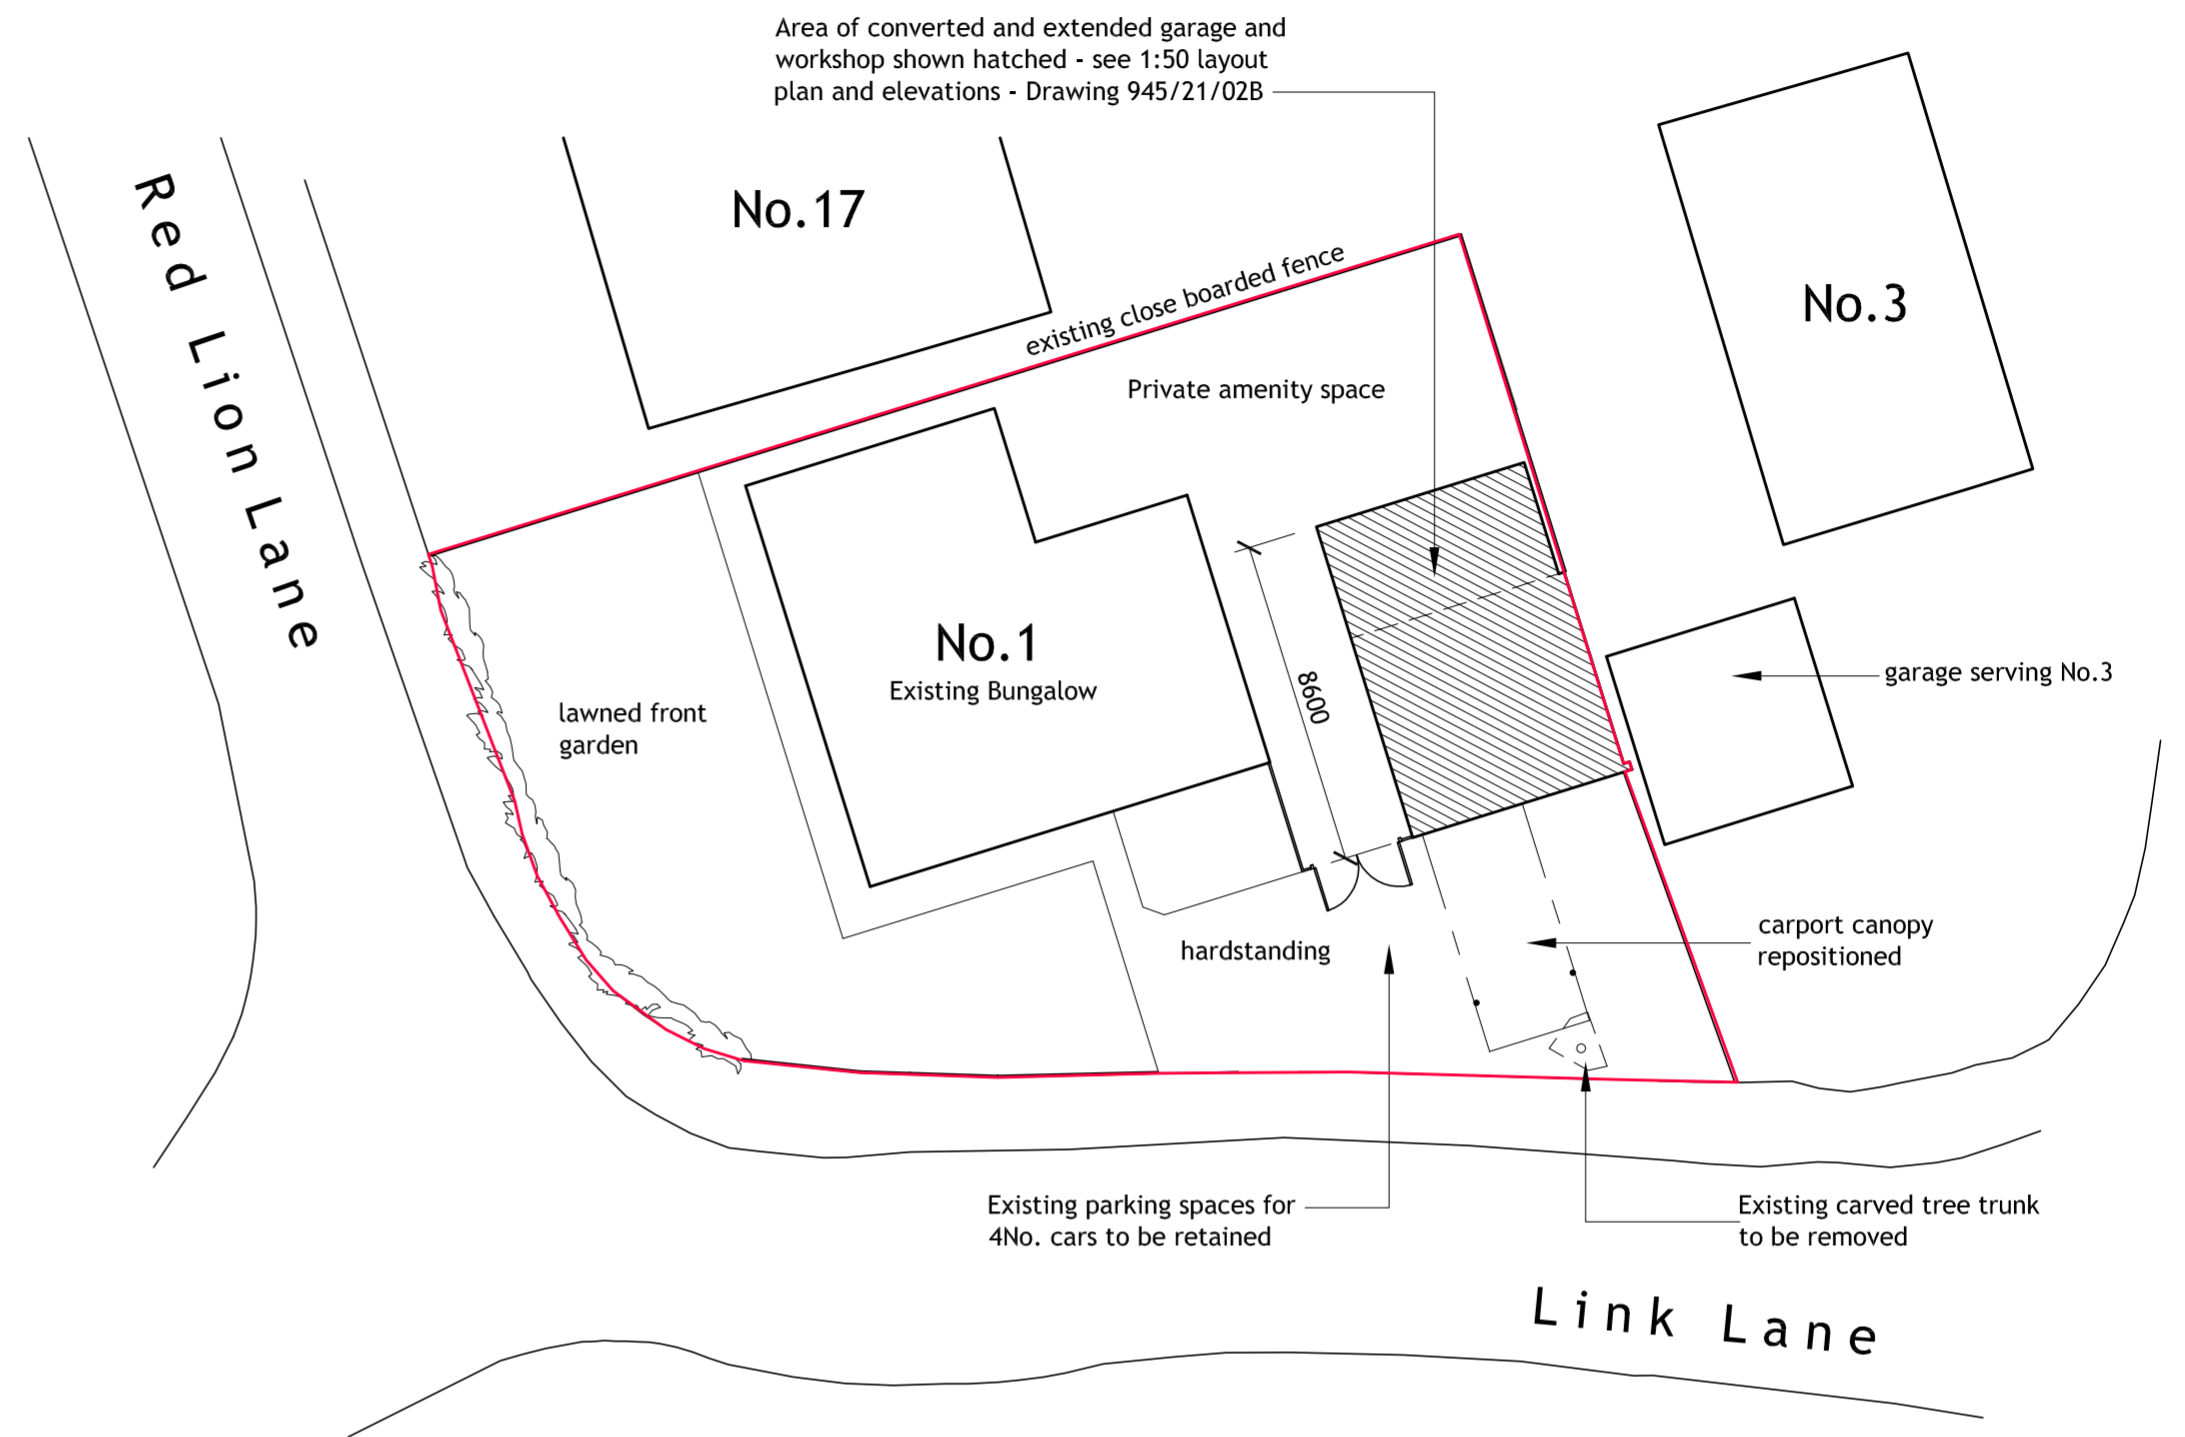 Area of converted and extended garage and
workshop shown hatched - see 1:50 layout
plan and elevations - Drawing 945/21/02B
Red Lion Lane
No.17
existing close boarded fence
No.3
Private amenity space
No.1
Existing Bungalow
8600
garage serving No.3
lawned front
garden
hardstanding
carport canopy
repositioned
Existing parking spaces for
4No. cars to be retained
Existing carved tree trunk
to be removed
Link Lane